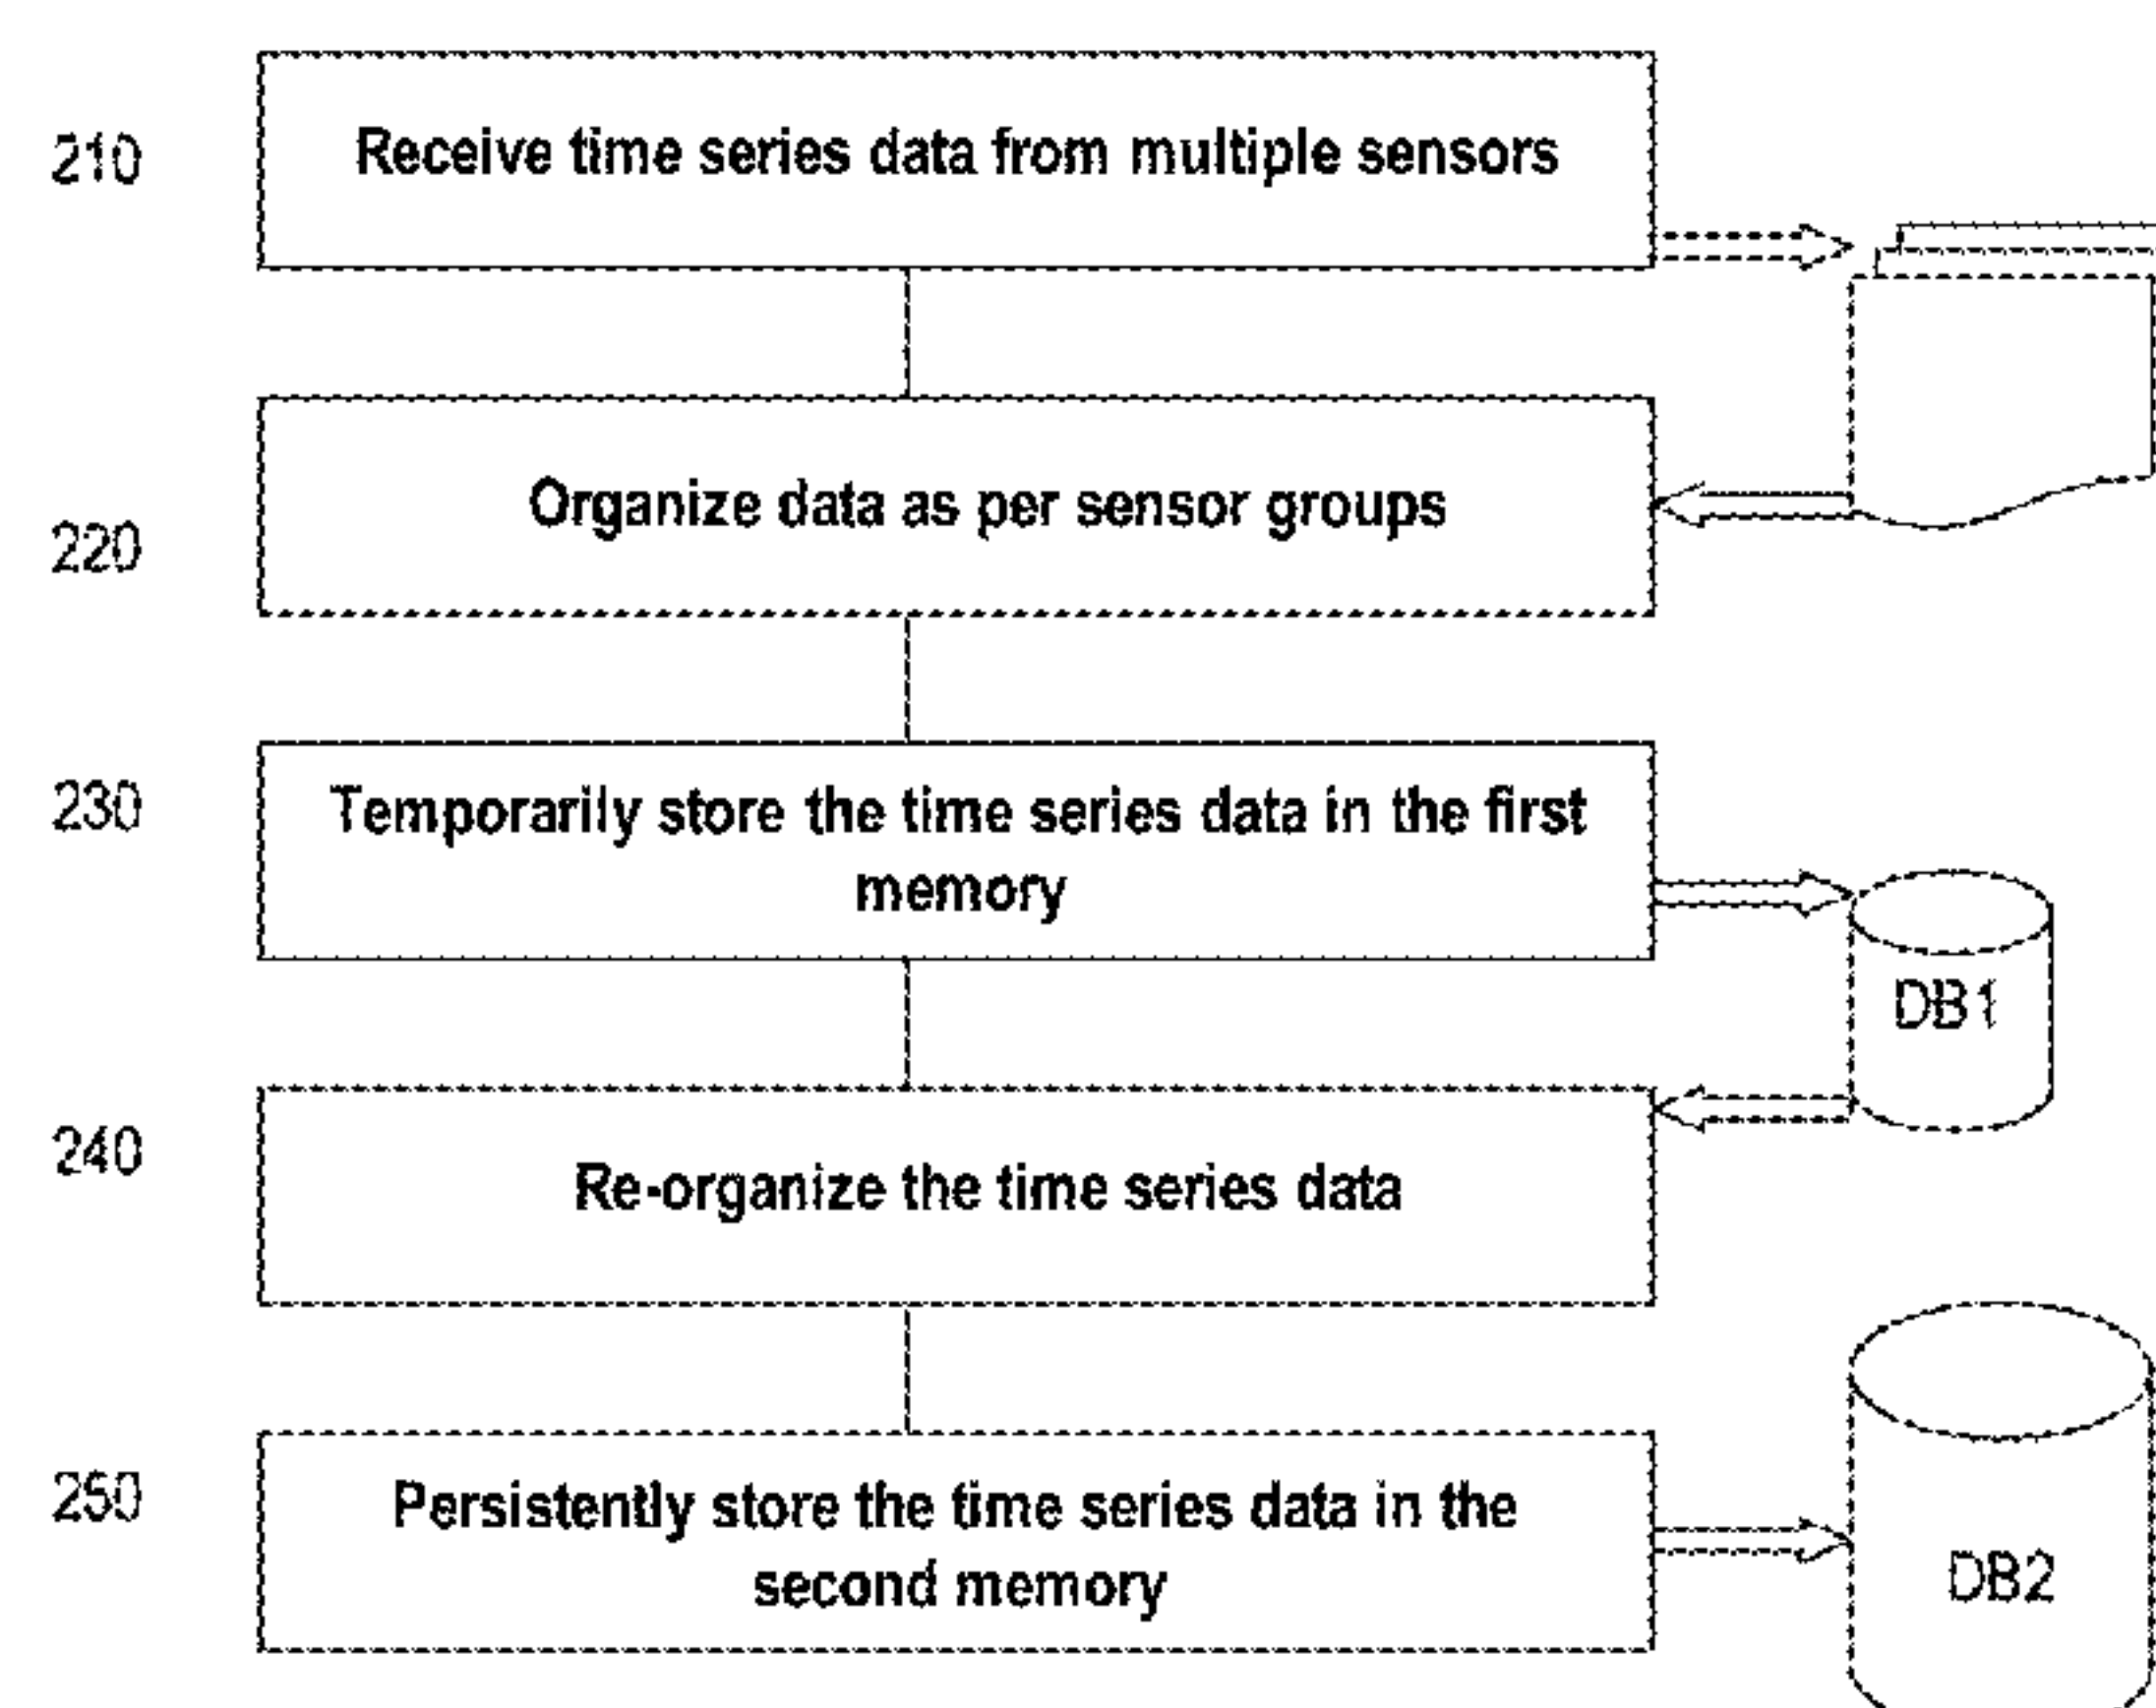 210
Receive time series data from multiple sensors
220
Organize data as per sensor groups
230
Temporarily store the time series data in the first
memory
DB1
240
Re-organize the time series data
250
Persistently store the time series data in the
second memory
DB2